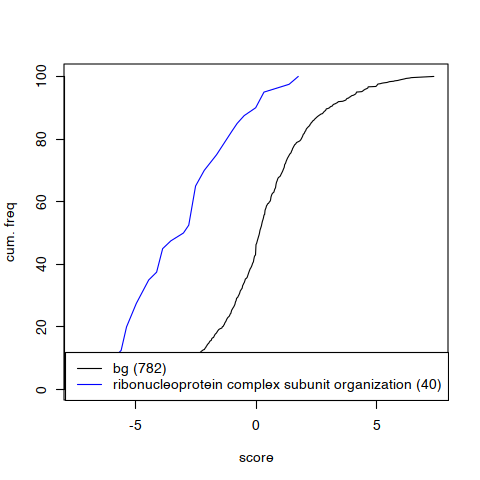 100
80
60
40
20
0
cum. freq
bg (782)
ribonucleoprotein complex subunit organization (40)
-5 0 5
score